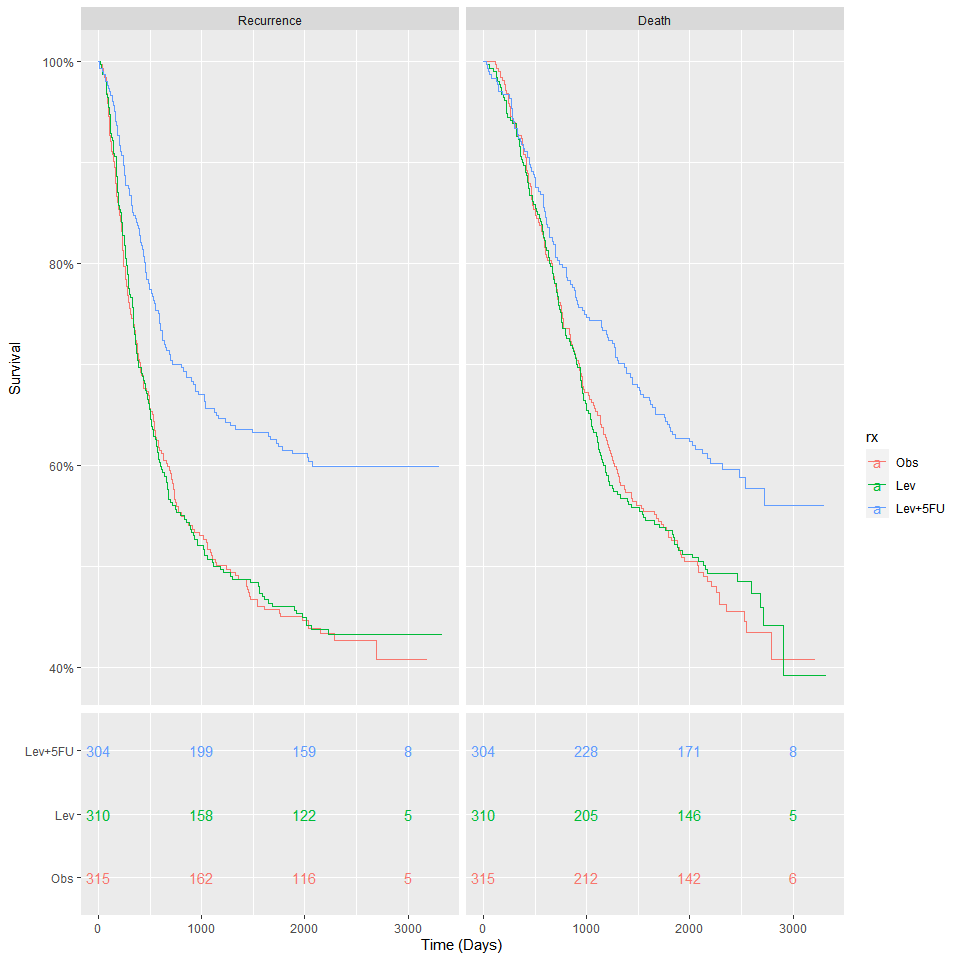 Recurrence Death
100%
80%
60%
40%
Survival
rx
a Obs
a Lev
a Lev+5FU
Lev+5FU 304 199 159 8 304 228 171 8
Lev 310 158 122 5 310 205 146 5
Obs 315 162 116 5 315 212 142 6
0 1000 2000 3000 0 1000 2000 3000
Time (Days)